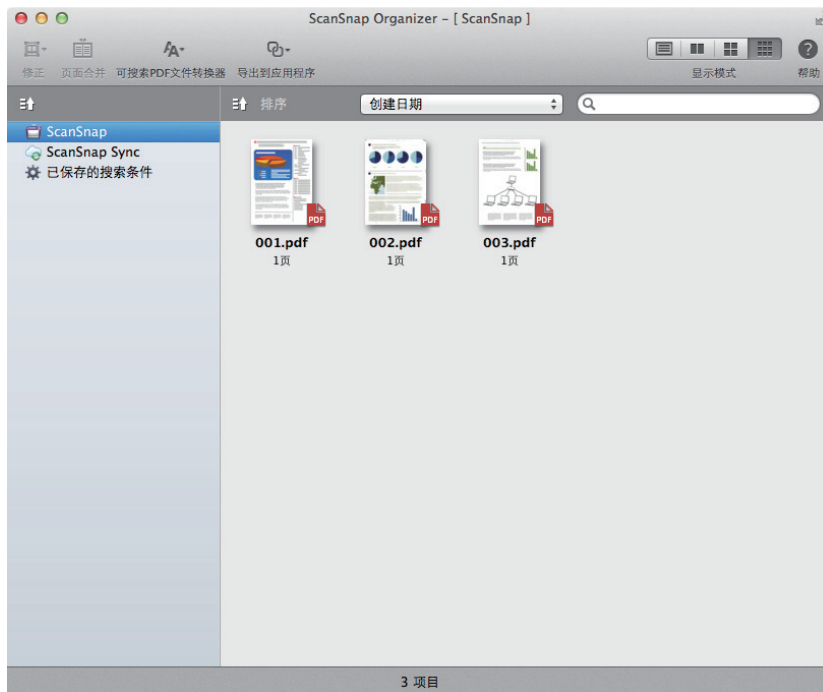 ScanSnap Organizer – [ ScanSnap ]
修正 页面合并 可搜索PDF文件转换器 导出到应用程序 显示模式 帮助
排序 创建日期
ScanSnap
ScanSnap Sync
已保存的搜索条件
PDF PDF PDF
001.pdf 002.pdf 003.pdf
1页 1页 1页
3 项目